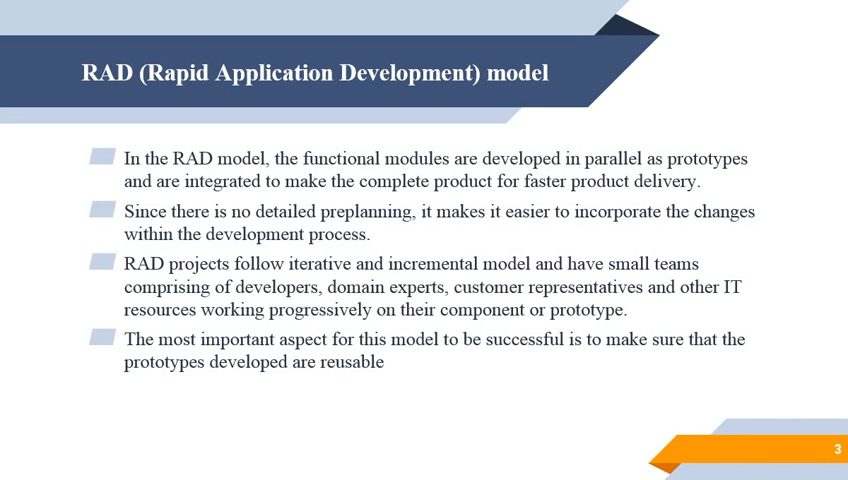 RAD (Rapid Application Development) model
In the RAD model, the functional modules are developed in parallel as prototypes
and are integrated to make the complete product for faster product delivery.
Since there is no detailed preplanning, it makes it easier to incorporate the changes
within the development process.
RAD projects follow iterative and incremental model and have small teams
comprising of developers, domain experts, customer representatives and other IT
resources working progressively on their component or prototype.
The most important aspect for this model to be successful is to make sure that the
prototypes developed are reusable
3